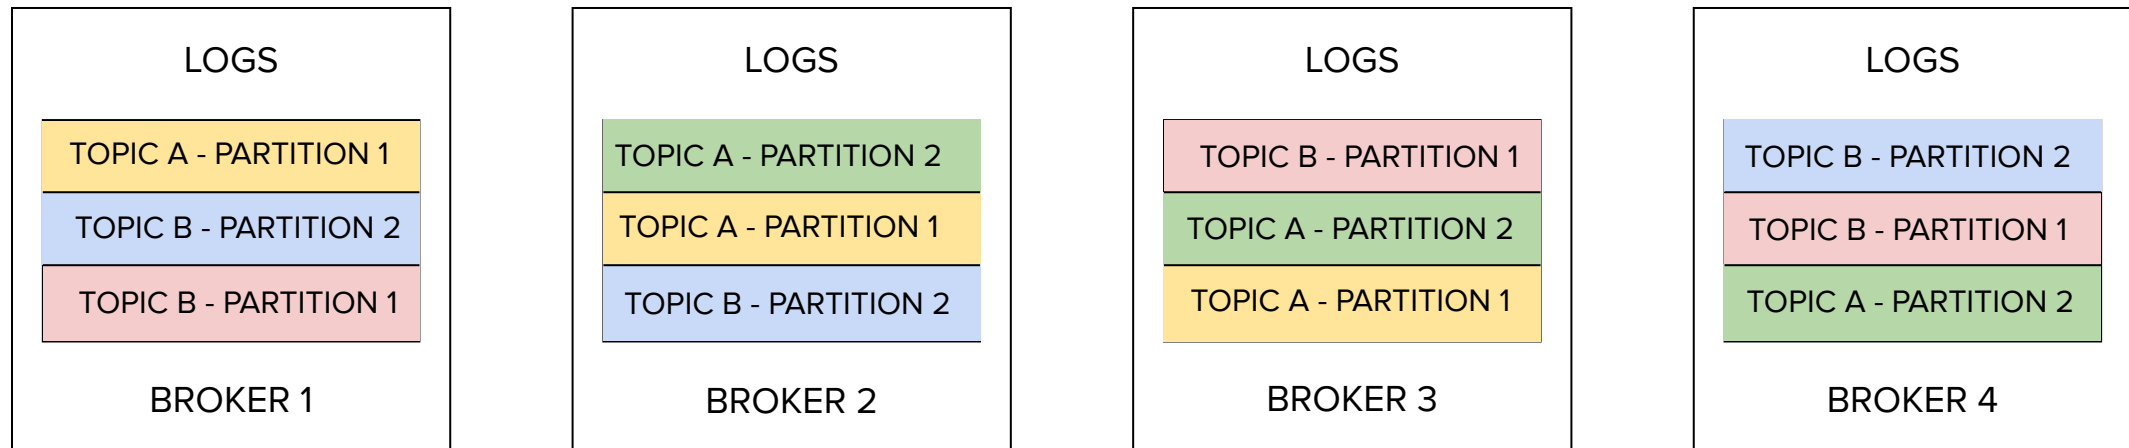 LOGS
TOPIC A - PARTITION 1
TOPIC B - PARTITION 2
TOPIC B - PARTITION 1
BROKER 1
LOGS
TOPIC A - PARTITION 2
TOPIC A - PARTITION 1
TOPIC B - PARTITION 2
BROKER 2
LOGS
TOPIC B - PARTITION 1
TOPIC A - PARTITION 2
TOPIC A - PARTITION 1
BROKER 3
LOGS
TOPIC B - PARTITION 2
TOPIC B - PARTITION 1
TOPIC A - PARTITION 2
BROKER 4